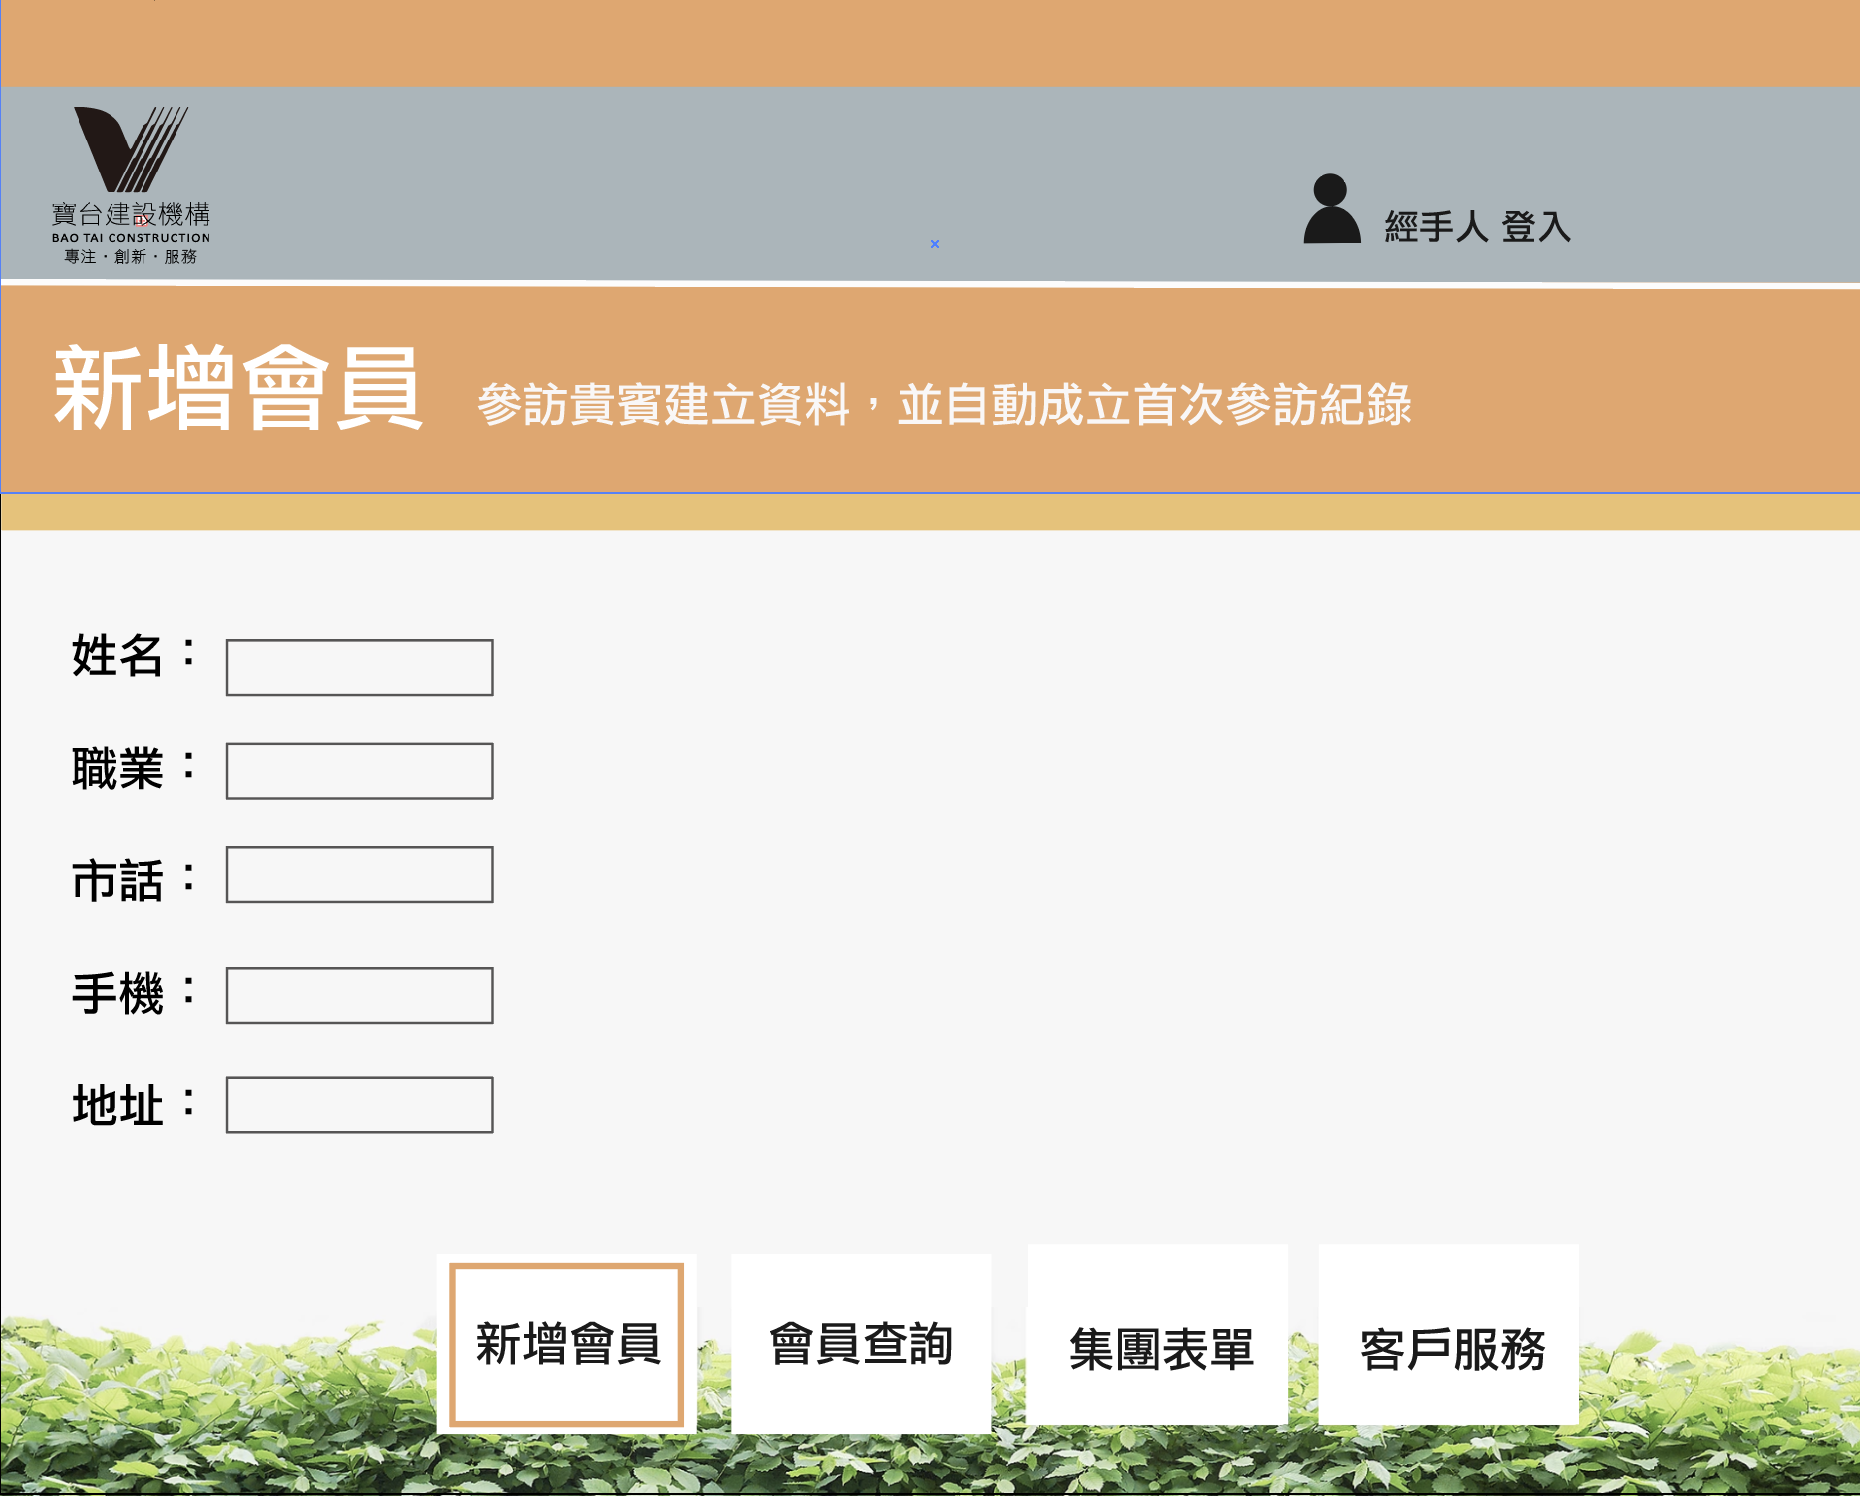 寶台建設機構
BAO TAI CONSTRUCTION
專注・創新・服務
經手人 登入
新增會員
參訪貴賓建立資料，並自動成立首次參訪紀錄
姓名：
職業：
市話：
手機：
地址：
新增會員
會員查詢
集團表單
客戶服務